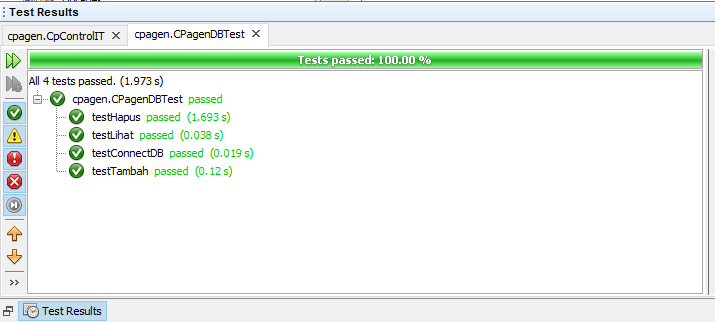 Test Results
cpagen.CpControlIT
cpagen.CPagenDBTest
Tests passed: 100.00 %
All 4 tests passed. (1.973 s)
cpagen.CPagenDBTest passed
testHapus passed (1.693 s)
testLihat passed (0.038 s)
testConnectDB passed (0.019 s)
testTambah passed (0.12 s)
>>
Test Results